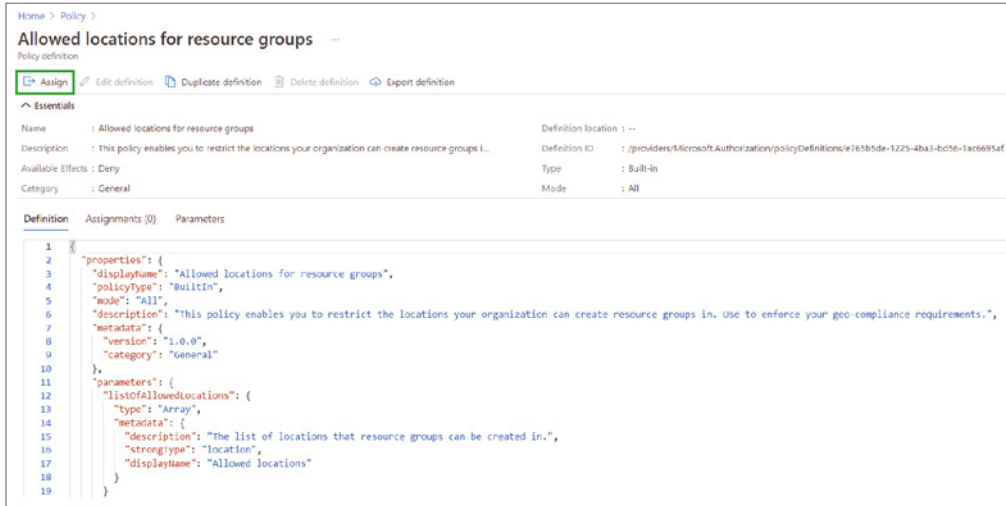 Home > Policy >
Allowed locations for resource groups ...
Policy definition
Assign Edit definition Duplicate definition Delete definition Export definition
Essentials
Name : Allowed locations for resource groups Definition location : --
Description : This policy enables you to restrict the locations your organization can create resource groups i... Definition ID : /providers/Microsoft.Authorization/policyDefinitions/e765b5de-1225-4ba3-bd56-1ac6695af.
Available Effects : Deny Type : Built-in
Category : General Mode : All
Definition Assignments (0) Parameters
1 {
2 "properties": {
3 "displayName": "Allowed locations for resource groups",
4 "policyType": "BuiltIn",
5 "mode": "All",
6 "description": "This policy enables you to restrict the locations your organization can create resource groups in. Use to enforce your geo-compliance requirements.",
7 "metadata": {
8 "version": "1.0.0",
9 "category": "General"
10 },
11 "parameters": {
12 "listOfAllowedLocations": {
13 "type": "Array",
14 "metadata": {
15 "description": "The list of locations that resource groups can be created in.",
16 "strongType": "location",
17 "displayName": "Allowed locations"
18 }
19 }